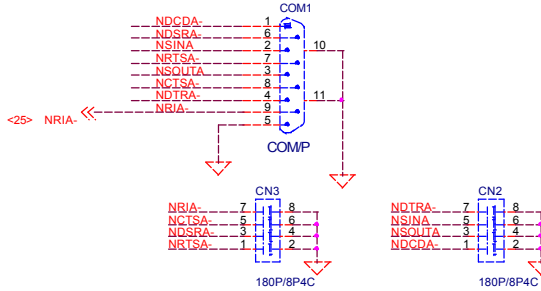 COM1
NDCDA- 1
NDSRA- 6
NSINA 2 10
NRTSA- 7
NSOUTA 3
NCTSA- 8
NDTRA- 4 11
NRIA- 9
<25> NRIA- 5
COM/P
CN3 CN2
NRIA- 7 8 NDTRA- 7 8
NCTSA- 5 6 NSINA 5 6
NDSRA- 3 4 NSOUTA 3 4
NRTSA- 1 2 NDCDA- 1 2
180P/8P4C 180P/8P4C